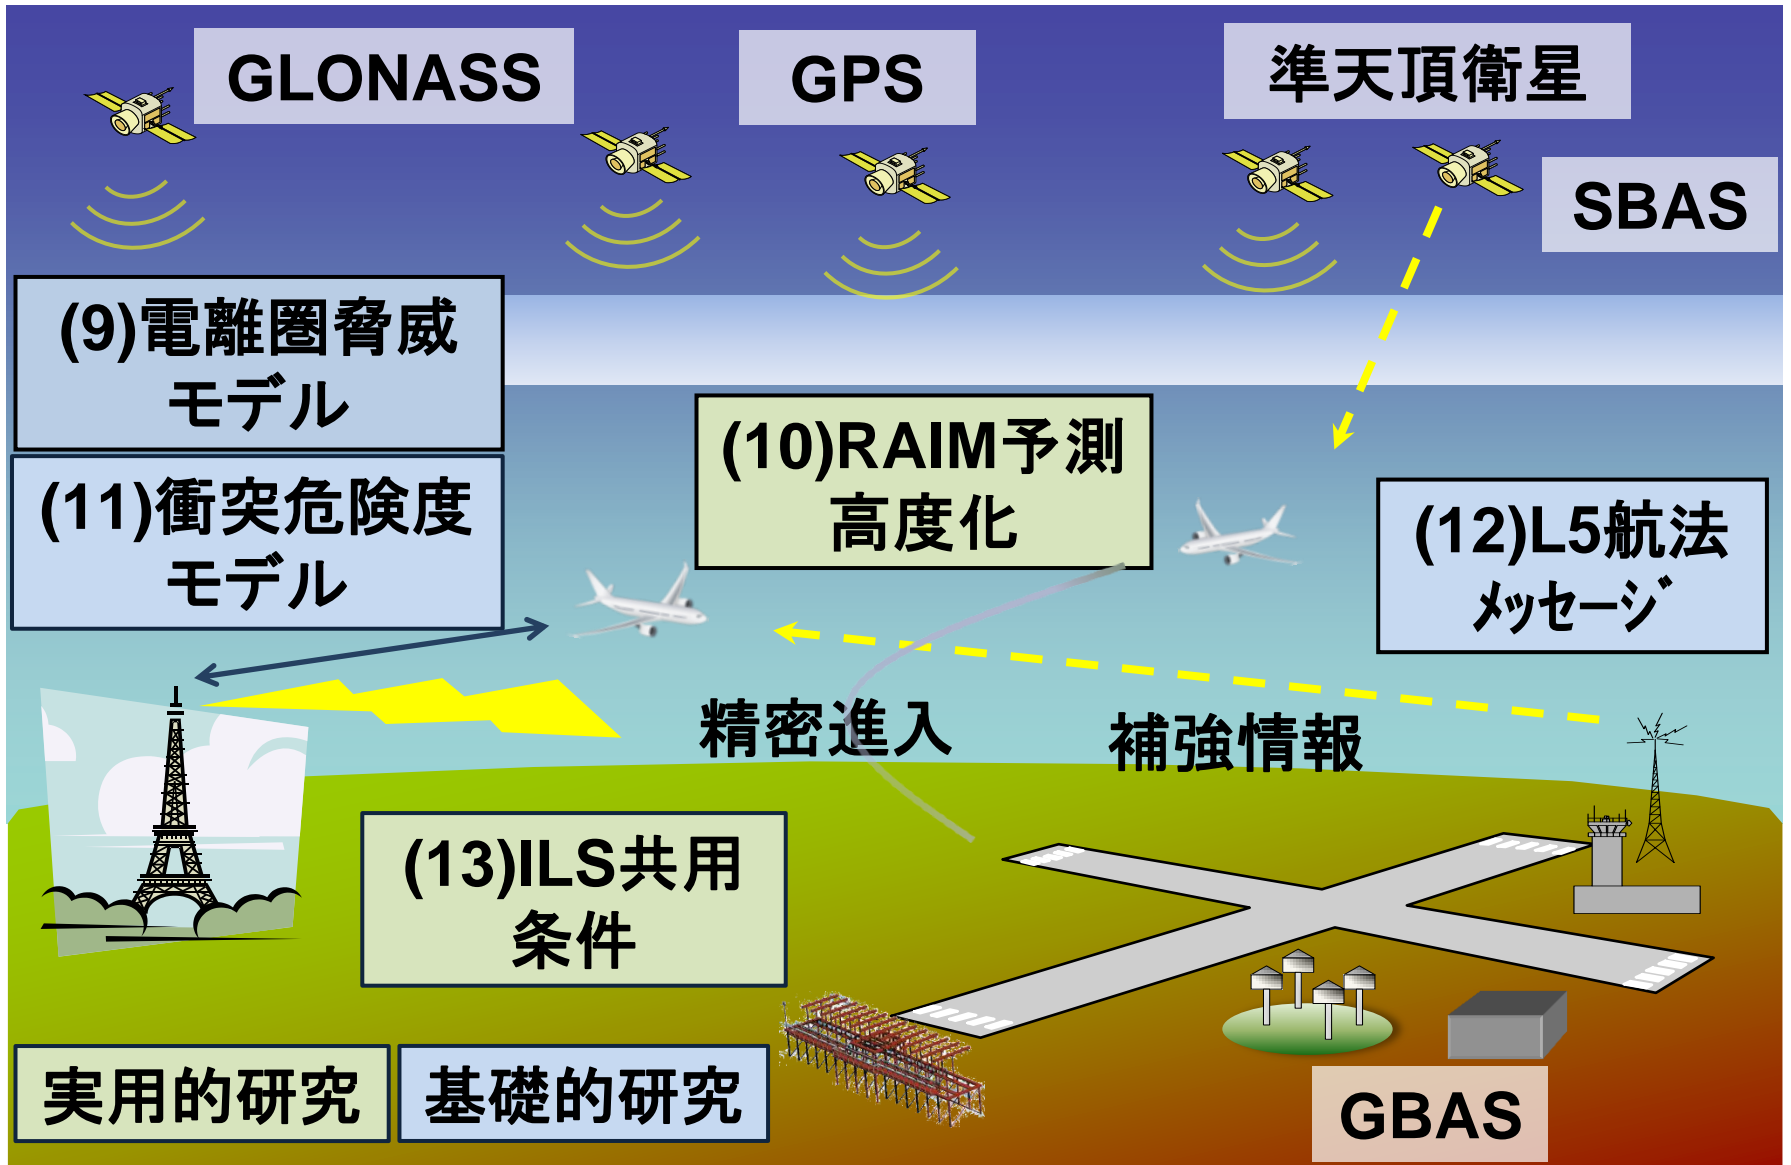 GLONASS
GPS
準天頂衛星
SBAS
(9)電離圏脅威
モデル
(10)RAIM予測
高度化
(11)衝突危険度
モデル
(12)L5航法
ﾒｯｾｰｼﾞ
精密進入
補強情報
(13)ILS共用
条件
実用的研究
基礎的研究
GBAS